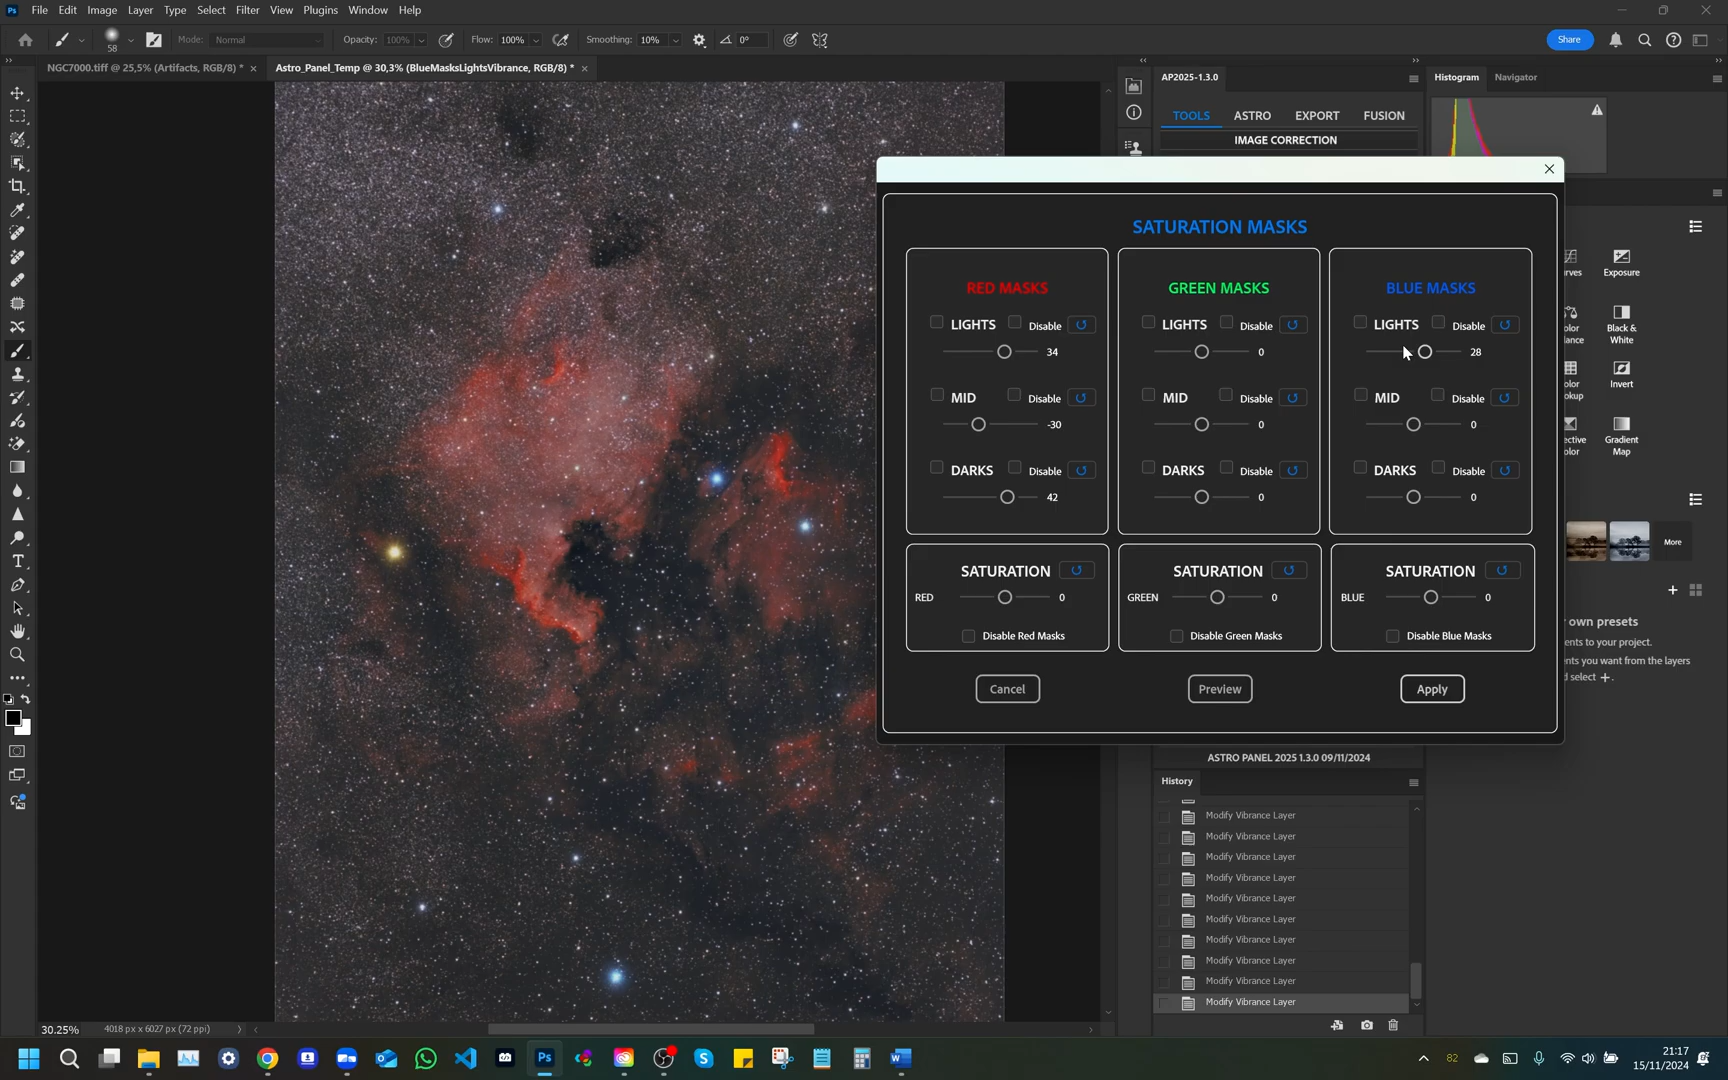 File Edit Image Layer Type Select Filter View Plugins Window Help
58 Mode: Normal Opacity: 100% Flow: 100% Smoothing: 10% 0° Share
NGC7000.tiff @ 25,5% (Artifacts, RGB/8) * Astro_Panel_Temp @ 30,3% (BlueMasksLightsVibrance, RGB/8) *
AP2025-1.3.0
Histogram Navigator
TOOLS ASTRO EXPORT FUSION
IMAGE CORRECTION
SATURATION MASKS
RED MASKS GREEN MASKS BLUE MASKS
LIGHTS Disable LIGHTS Disable LIGHTS Disable
34 0 28
MID Disable MID Disable MID Disable
-30 0 0
DARKS Disable DARKS Disable DARKS Disable
42 0 0
SATURATION SATURATION SATURATION
RED 0 GREEN 0 BLUE 0
Disable Red Masks Disable Green Masks Disable Blue Masks
Cancel Preview Apply
rves Exposure
olor Black &
lance White
olor Invert
okup
ective Gradient
olor Map
More
own presets
ents to your project.
ents you want from the layers
d select +.
ASTRO PANEL 2025 1.3.0 09/11/2024
History
Modify Vibrance Layer
Modify Vibrance Layer
Modify Vibrance Layer
Modify Vibrance Layer
Modify Vibrance Layer
Modify Vibrance Layer
Modify Vibrance Layer
Modify Vibrance Layer
Modify Vibrance Layer
Modify Vibrance Layer
30.25% 4018 px x 6027 px (72 ppi)
82
21:17
15/11/2024